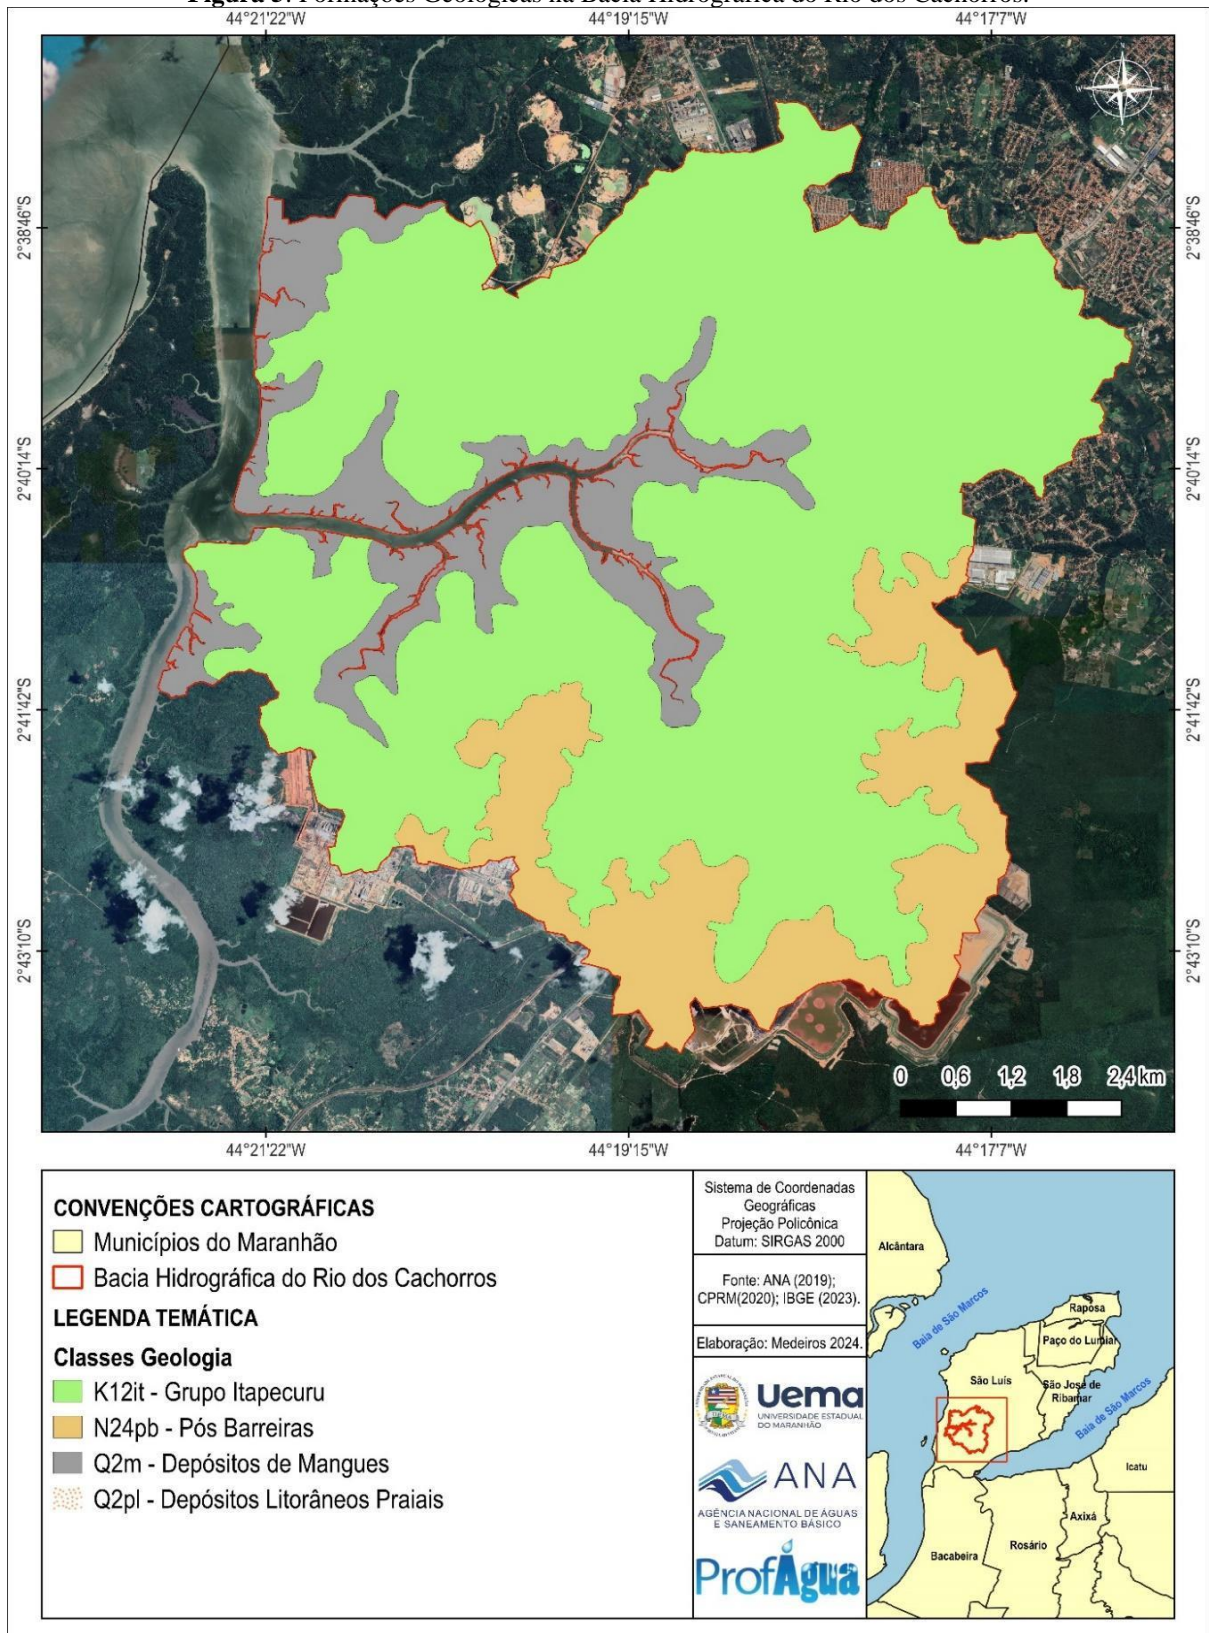 Figura 5: Formações Geológicas na Bacia Hidrográfica do Rio dos Cachorros.
44°21'22"W
44°19'15"W
44°17'7"W
2°38'46"S
2°38'46"S
2°40'14"S
2°40'14"S
2°41'42"S
2°41'42"S
2°43'10"S
2°43'10"S
0 0,6 1,2 1,8 2,4 km
44°21'22"W
44°19'15"W
44°17'7"W
CONVENÇÕES CARTOGRÁFICAS
Municípios do Maranhão
Bacia Hidrográfica do Rio dos Cachorros
LEGENDA TEMÁTICA
Classes Geologia
K12it - Grupo Itapecuru
N24pb - Pós Barreiras
Q2m - Depósitos de Mangues
Q2pl - Depósitos Litorâneos Praiais
Sistema de Coordenadas
Geográficas
Projeção Policônica
Datum: SIRGAS 2000
Fonte: ANA (2019);
CPRM(2020); IBGE (2023).
Elaboração: Medeiros 2024.
Uema
UNIVERSIDADE ESTADUAL
DO MARANHÃO
ANA
AGÊNCIA NACIONAL DE ÁGUAS
E SANEAMENTO BÁSICO
ProfÁgua
Alcântara
Baia de São Marcos
Raposa
Paço do Lumiar
São Luís
São José de
Ribamar
Baia de São Marcos
Icatu
Axixá
Rosário
Bacabeira